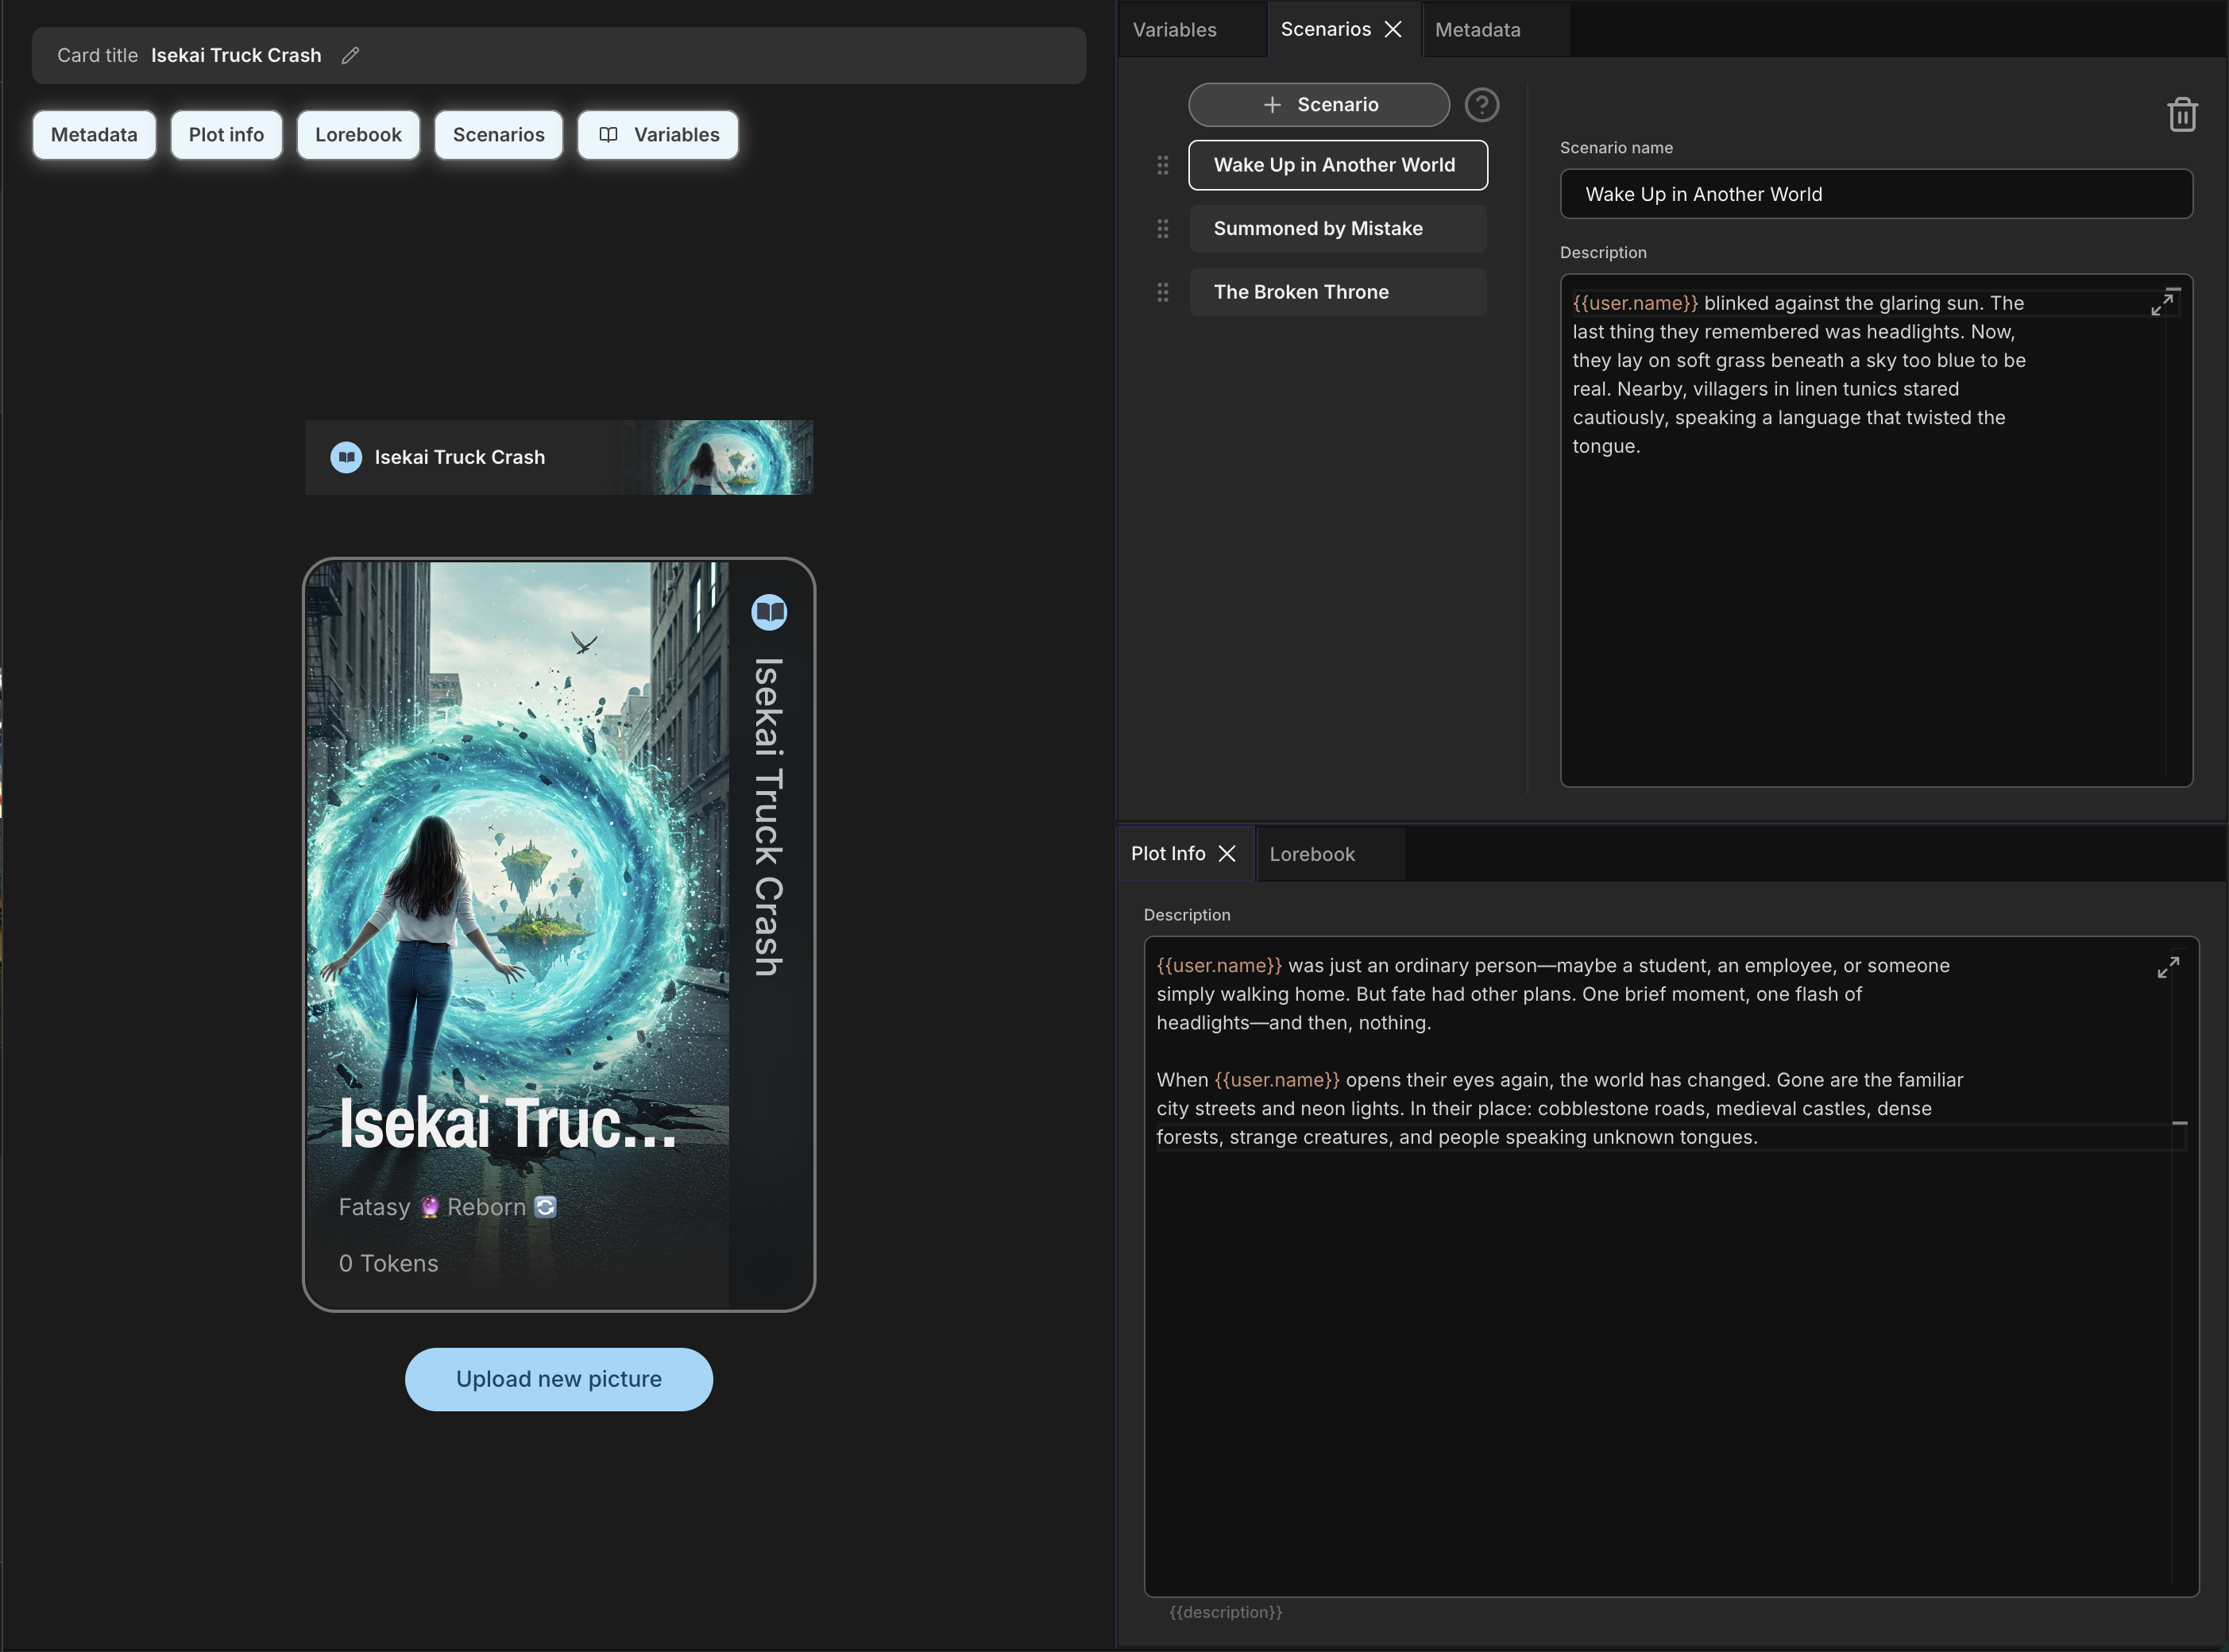 Card title Isekai Truck Crash
Metadata
Plot info
Lorebook
Scenarios
Variables
Isekai Truck Crash
Isekai Truck Crash
Isekai Truc...
Fatasy 🔮 Reborn 🔄
0 Tokens
Upload new picture
Variables
Scenarios
Metadata
+ Scenario
Wake Up in Another World
Summoned by Mistake
The Broken Throne
Scenario name
Wake Up in Another World
Description
{{user.name}} blinked against the glaring sun. The
last thing they remembered was headlights. Now,
they lay on soft grass beneath a sky too blue to be
real. Nearby, villagers in linen tunics stared
cautiously, speaking a language that twisted the
tongue.
Plot Info
Lorebook
Description
{{user.name}} was just an ordinary person—maybe a student, an employee, or someone
simply walking home. But fate had other plans. One brief moment, one flash of
headlights—and then, nothing.
When {{user.name}} opens their eyes again, the world has changed. Gone are the familiar
city streets and neon lights. In their place: cobblestone roads, medieval castles, dense
forests, strange creatures, and people speaking unknown tongues.
{{description}}